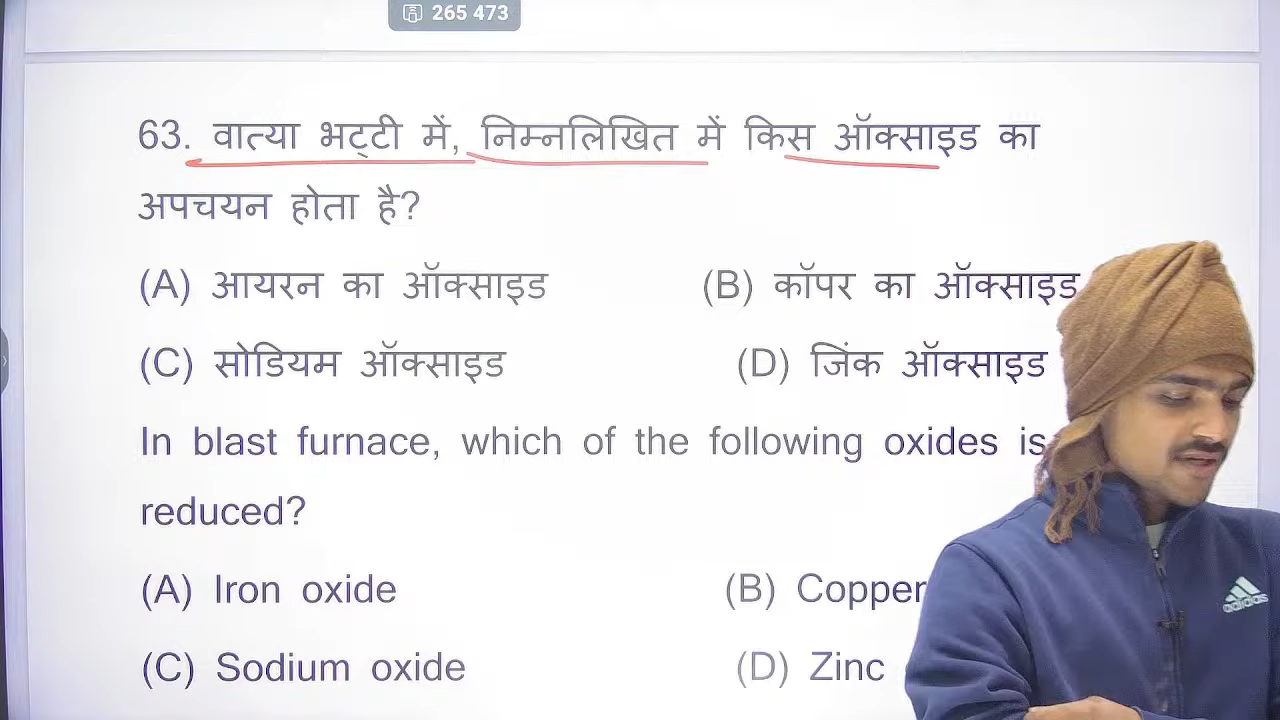 265 473
63. वात्या भट्टी में, निम्नलिखित में किस ऑक्साइड का
अपचयन होता है?
(A) आयरन का ऑक्साइड (B) कॉपर का ऑक्साइड
(C) सोडियम ऑक्साइड (D) जिंक ऑक्साइड
In blast furnace, which of the following oxides is
reduced?
(A) Iron oxide (B) Copper
(C) Sodium oxide (D) Zinc
adidas